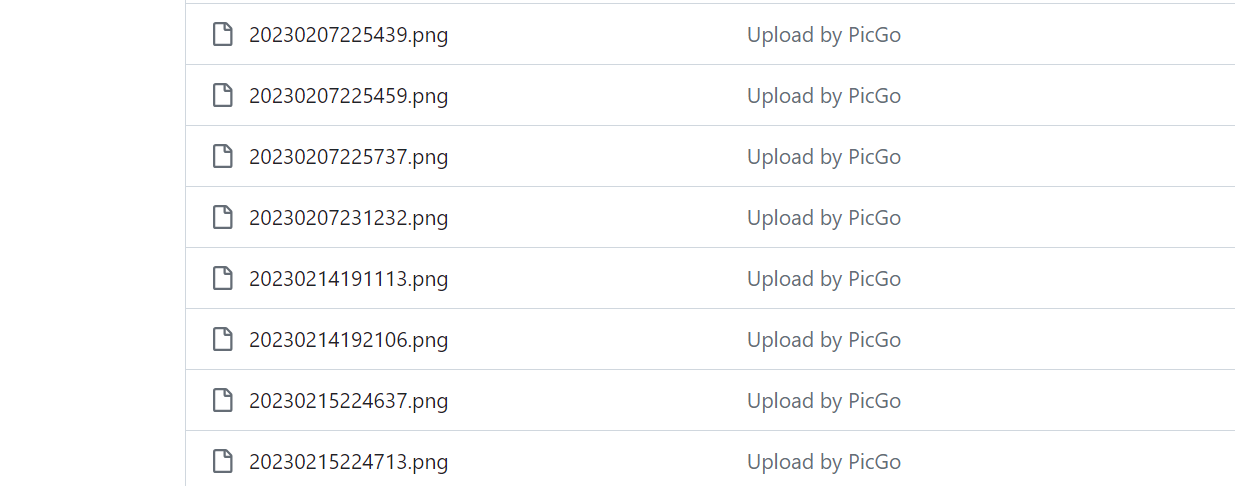 20230207225439.png Upload by PicGo
20230207225459.png Upload by PicGo
20230207225737.png Upload by PicGo
20230207231232.png Upload by PicGo
20230214191113.png Upload by PicGo
20230214192106.png Upload by PicGo
20230215224637.png Upload by PicGo
20230215224713.png Upload by PicGo